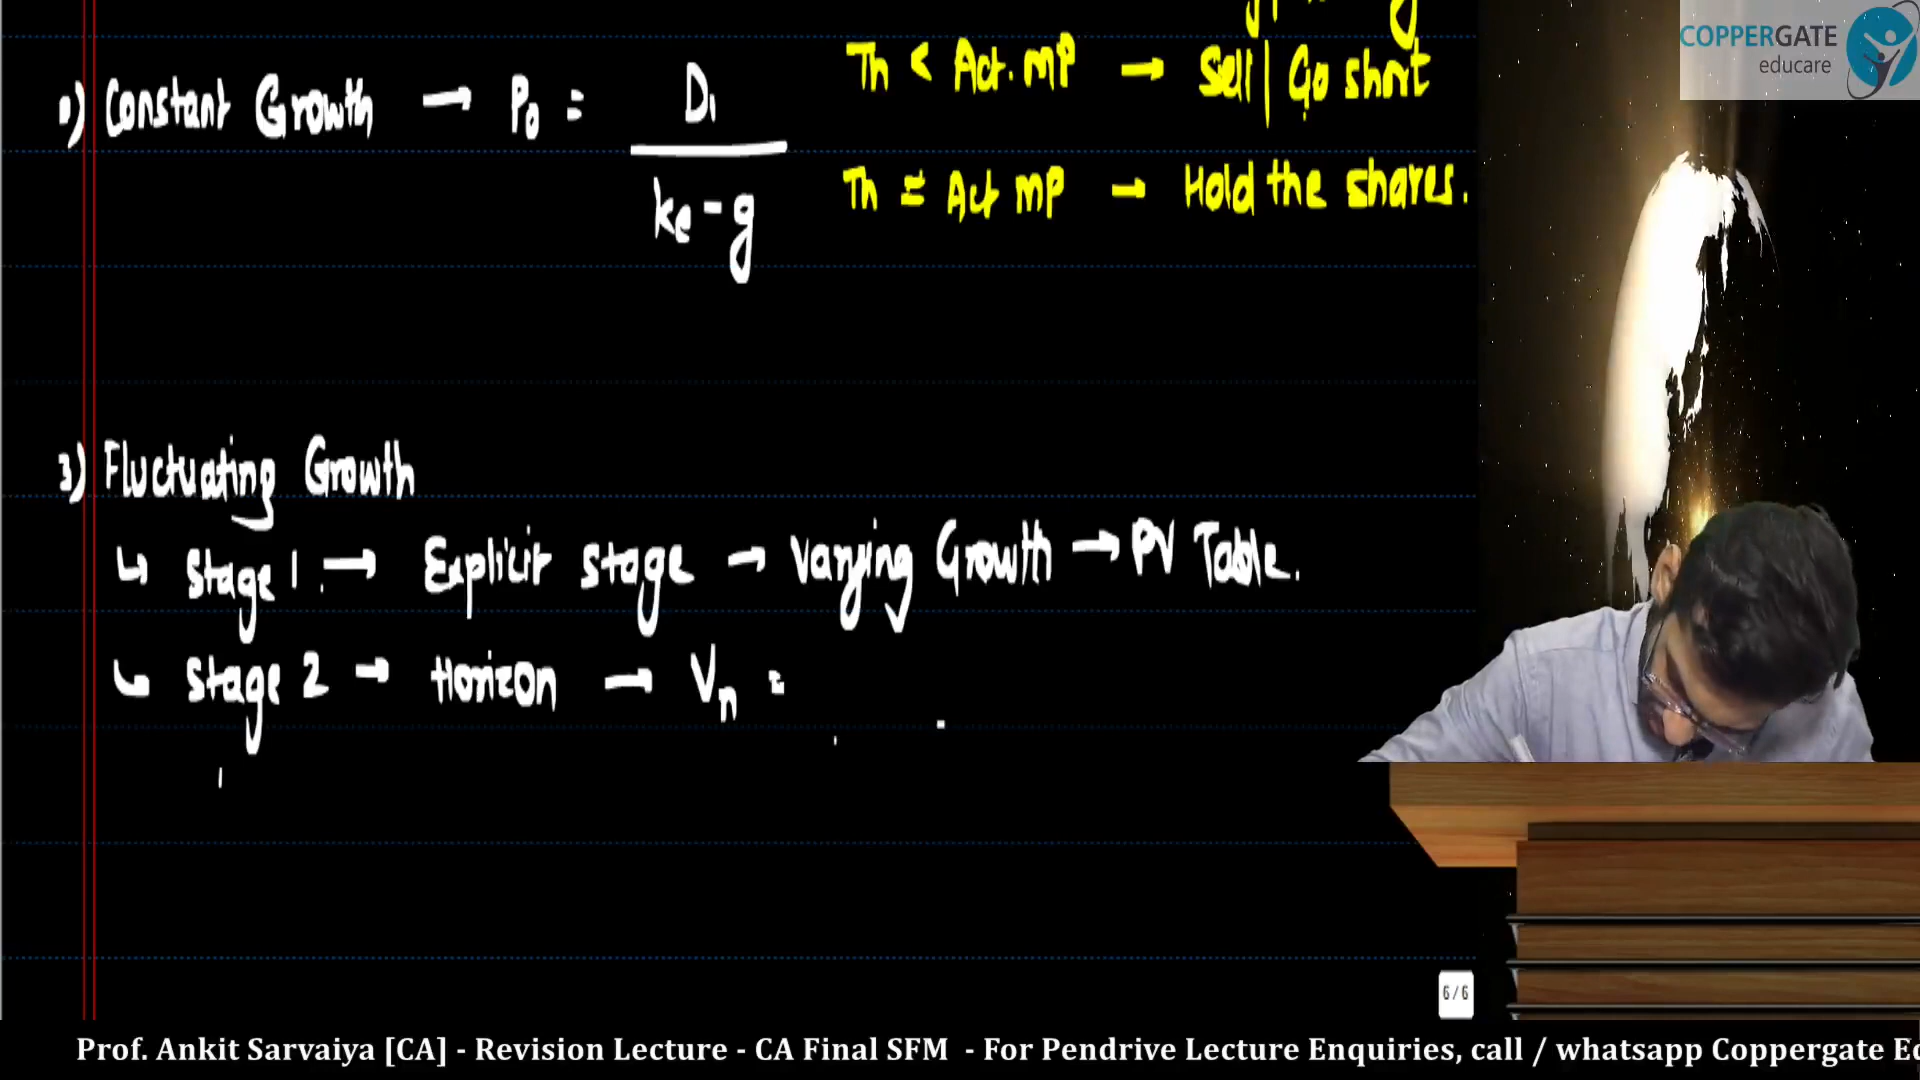 COPPERGATE
educare
Th < Act. MP → Sell | Go short
2) Constant Growth → P0 = D1
ke - g
Th = Act MP → Hold the shares.
3) Fluctuating Growth
↳ Stage 1 → Explicit stage → Varying Growth → PV Table.
↳ Stage 2 → Horizon → Vn =
6/6
Prof. Ankit Sarvaiya [CA] - Revision Lecture - CA Final SFM - For Pendrive Lecture Enquiries, call / whatsapp Coppergate Ed